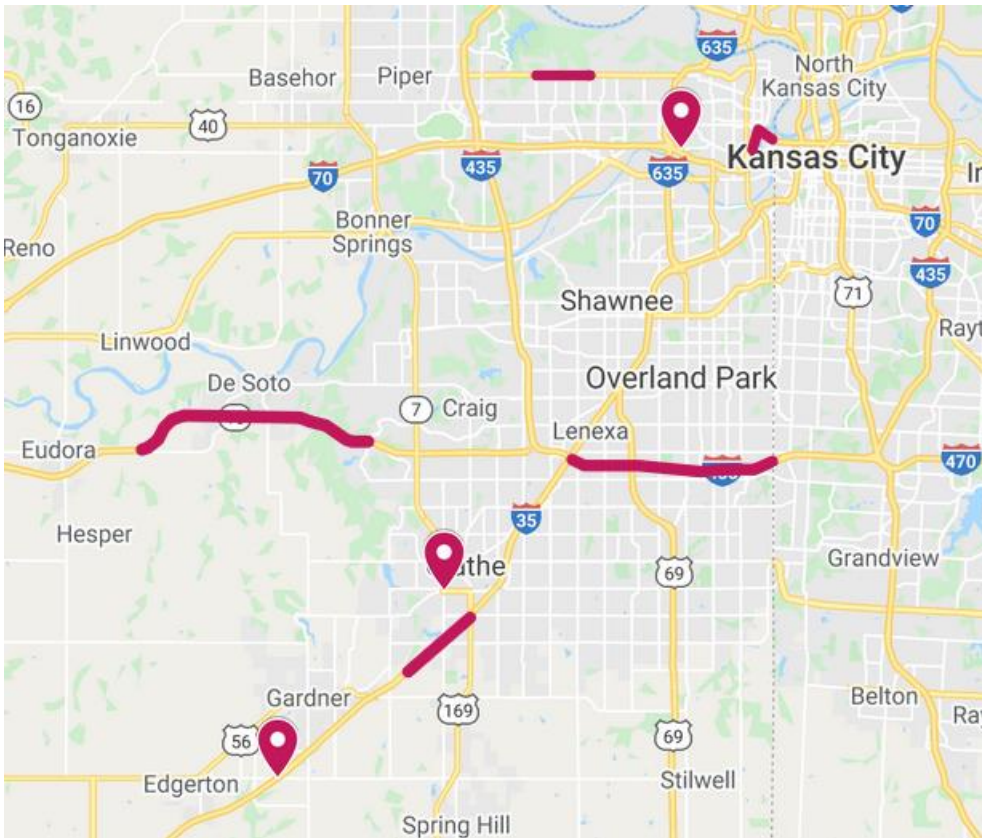 635
North
Kansas City
Basehor
Piper
16
Tonganoxie
40
Kansas City
435
635
70
70
Bonner
Springs
Reno
435
71
Shawnee
Rayt
Linwood
De Soto
Overland Park
7
Craig
Lenexa
Eudora
470
35
Hesper
Grandview
athe
69
Gardner
Belton
169
Ray
56
69
Edgerton
Stilwell
Spring Hill